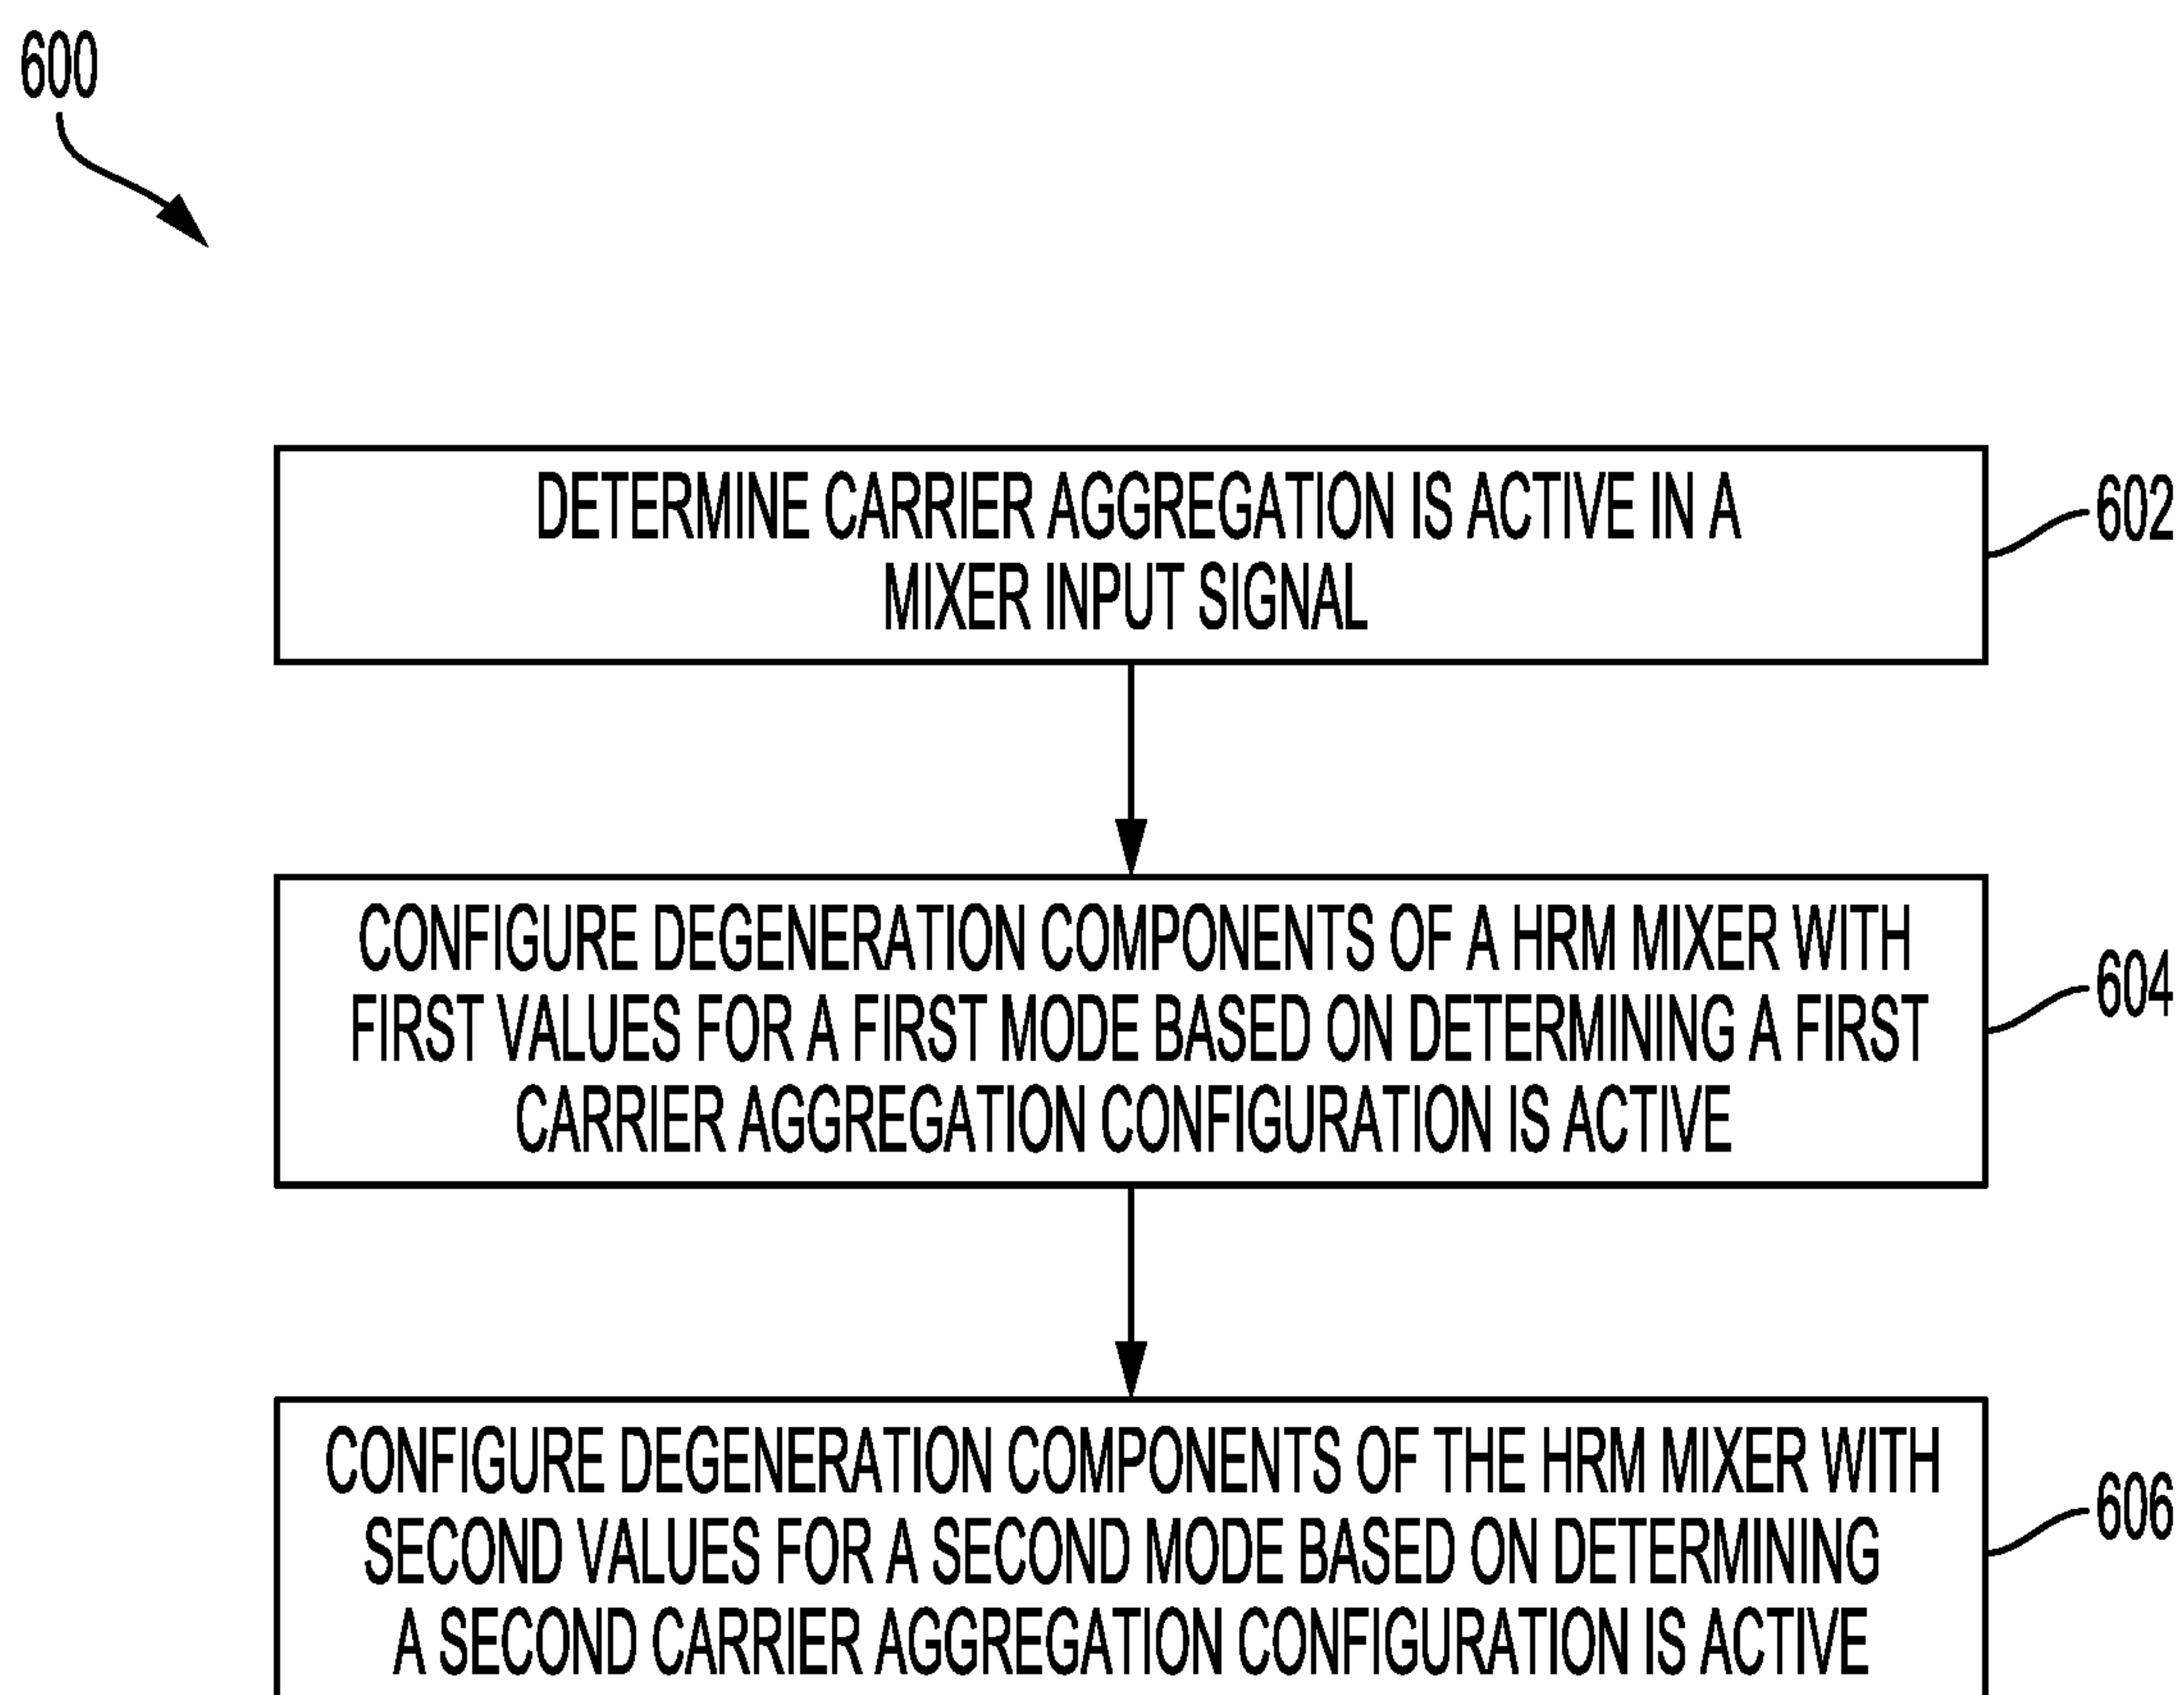 600
DETERMINE CARRIER AGGREGATION IS ACTIVE IN A
MIXER INPUT SIGNAL
602
CONFIGURE DEGENERATION COMPONENTS OF A HRM MIXER WITH
FIRST VALUES FOR A FIRST MODE BASED ON DETERMINING A FIRST
CARRIER AGGREGATION CONFIGURATION IS ACTIVE
604
CONFIGURE DEGENERATION COMPONENTS OF THE HRM MIXER WITH
SECOND VALUES FOR A SECOND MODE BASED ON DETERMINING
A SECOND CARRIER AGGREGATION CONFIGURATION IS ACTIVE
606